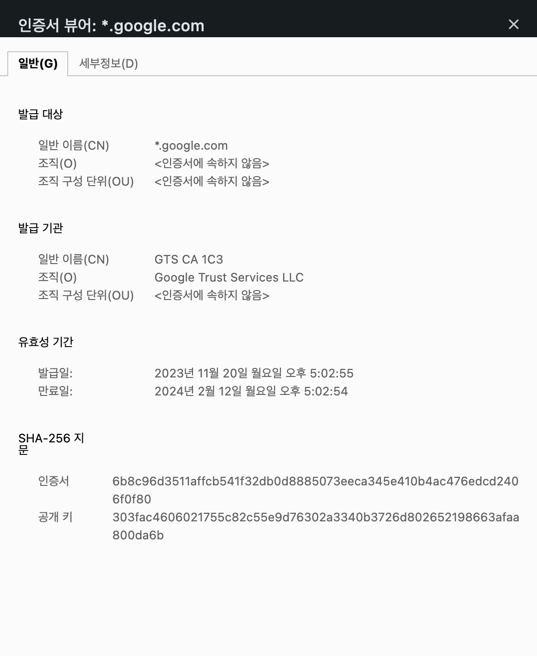 인증서 뷰어: *.google.com
일반(G) 세부정보(D)
발급 대상
일반 이름(CN) *.google.com
조직(O) <인증서에 속하지 않음>
조직 구성 단위(OU) <인증서에 속하지 않음>
발급 기관
일반 이름(CN) GTS CA 1C3
조직(O) Google Trust Services LLC
조직 구성 단위(OU) <인증서에 속하지 않음>
유효성 기간
발급일: 2023년 11월 20일 월요일 오후 5:02:55
만료일: 2024년 2월 12일 월요일 오후 5:02:54
SHA-256 지
문
인증서 6b8c96d3511affcb541f32db0d8885073eeca345e410b4ac476edcd240
6f0f80
공개 키 303fac4606021755c82c55e9d76302a3340b3726d802652198663afaa
800da6b